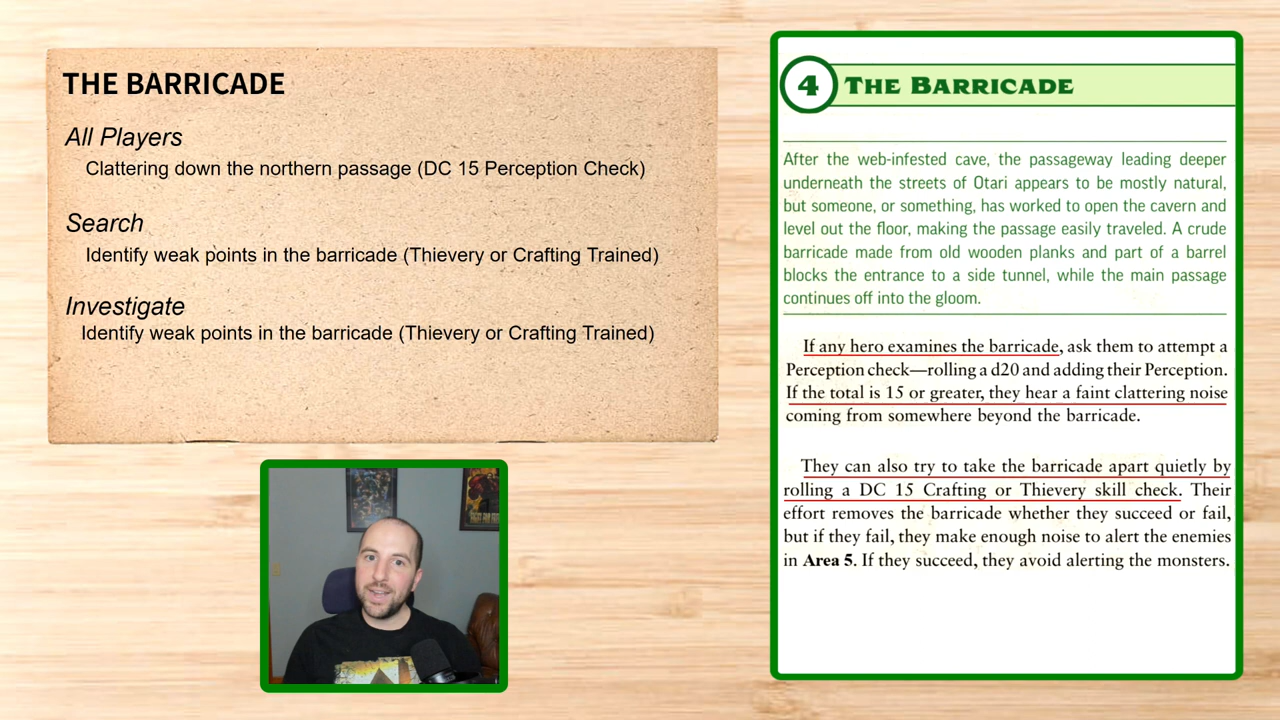 THE BARRICADE
All Players
Clattering down the northern passage (DC 15 Perception Check)
Search
Identify weak points in the barricade (Thievery or Crafting Trained)
Investigate
Identify weak points in the barricade (Thievery or Crafting Trained)
4 THE BARRICADE
After the web-infested cave, the passageway leading deeper
underneath the streets of Otari appears to be mostly natural,
but someone, or something, has worked to open the cavern and
level out the floor, making the passage easily traveled. A crude
barricade made from old wooden planks and part of a barrel
blocks the entrance to a side tunnel, while the main passage
continues off into the gloom.
If any hero examines the barricade, ask them to attempt a
Perception check—rolling a d20 and adding their Perception.
If the total is 15 or greater, they hear a faint clattering noise
coming from somewhere beyond the barricade.
They can also try to take the barricade apart quietly by
rolling a DC 15 Crafting or Thievery skill check. Their
effort removes the barricade whether they succeed or fail,
but if they fail, they make enough noise to alert the enemies
in Area 5. If they succeed, they avoid alerting the monsters.